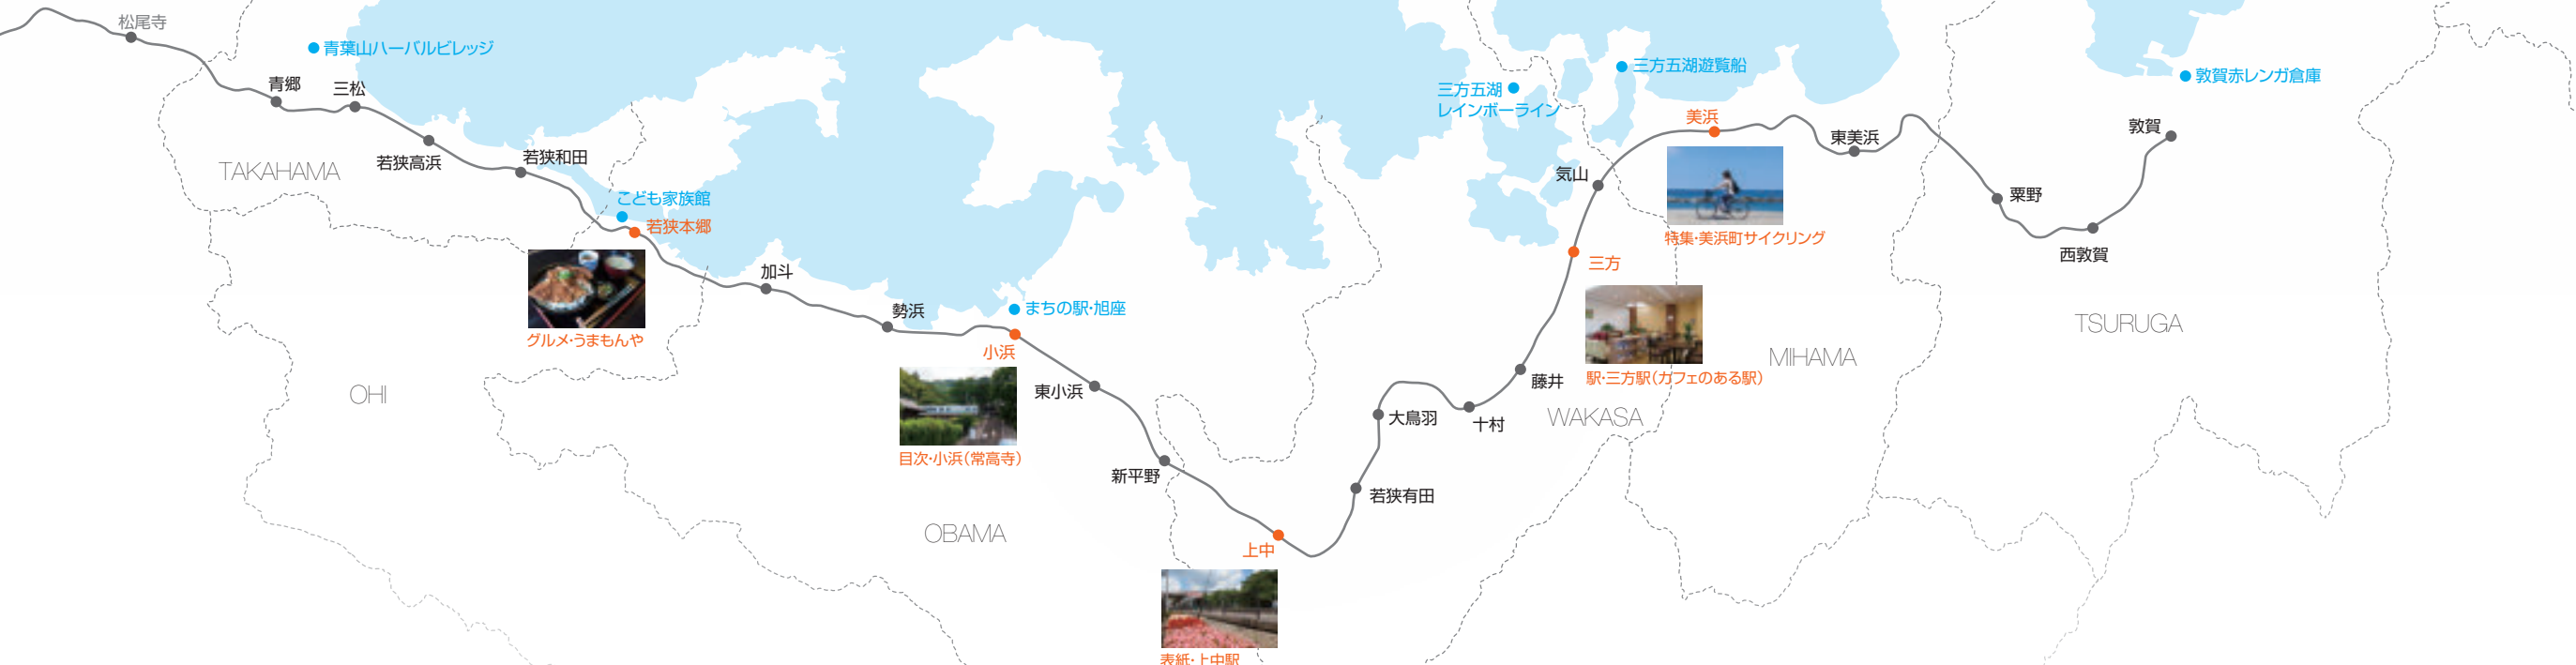 松尾寺
青葉山ハーバルビレッジ
青郷
三松
若狭高浜
若狭和田
TAKAHAMA
こども家族館
若狭本郷
グルメ・うまもんや
OHI
加斗
勢浜
まちの駅・旭座
小浜
目次・小浜（常高寺）
東小浜
新平野
OBAMA
上中
表紙・上中駅
若狭有田
大鳥羽
十村
藤井
WAKASA
三方
駅・三方駅（カフェのある駅）
気山
三方五湖
レインボーライン
三方五湖遊覧船
美浜
特集・美浜町サイクリング
MIHAMA
東美浜
粟野
西敦賀
敦賀
敦賀赤レンガ倉庫
TSURUGA